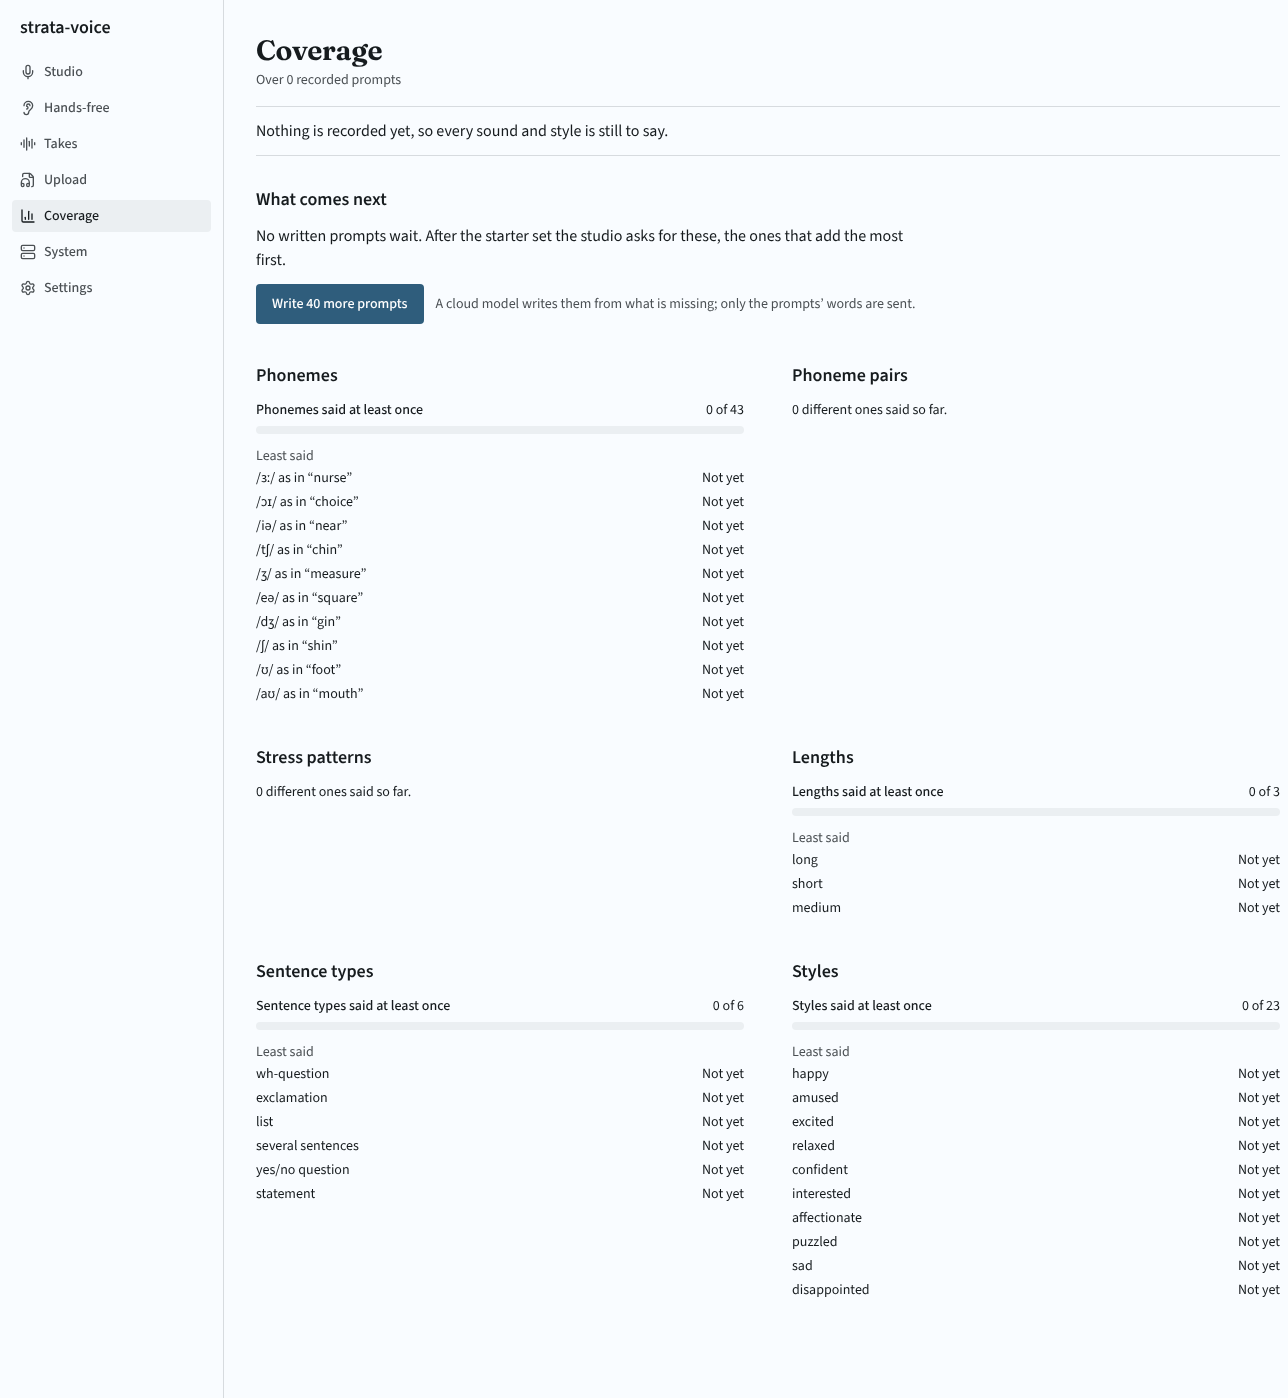 strata-voice
Studio
Hands-free
Takes
Upload
Coverage
System
Settings
Coverage
Over 0 recorded prompts
Nothing is recorded yet, so every sound and style is still to say.
What comes next
No written prompts wait. After the starter set the studio asks for these, the ones that add the most
first.
Write 40 more prompts
A cloud model writes them from what is missing; only the prompts’ words are sent.
Phonemes
Phonemes said at least once 0 of 43
Least said
/ɜː/ as in “nurse” Not yet
/ɔɪ/ as in “choice” Not yet
/iə/ as in “near” Not yet
/tʃ/ as in “chin” Not yet
/ʒ/ as in “measure” Not yet
/eə/ as in “square” Not yet
/dʒ/ as in “gin” Not yet
/ʃ/ as in “shin” Not yet
/ʊ/ as in “foot” Not yet
/aʊ/ as in “mouth” Not yet
Phoneme pairs
0 different ones said so far.
Stress patterns
0 different ones said so far.
Lengths
Lengths said at least once 0 of 3
Least said
long Not yet
short Not yet
medium Not yet
Sentence types
Sentence types said at least once 0 of 6
Least said
wh-question Not yet
exclamation Not yet
list Not yet
several sentences Not yet
yes/no question Not yet
statement Not yet
Styles
Styles said at least once 0 of 23
Least said
happy Not yet
amused Not yet
excited Not yet
relaxed Not yet
confident Not yet
interested Not yet
affectionate Not yet
puzzled Not yet
sad Not yet
disappointed Not yet